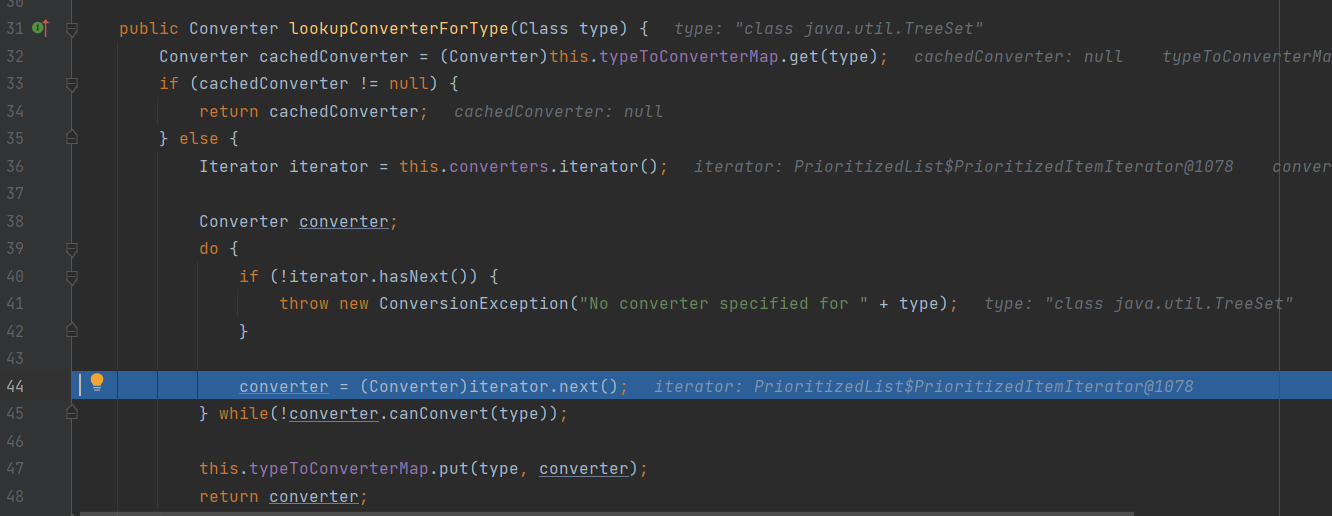 30
31 public Converter lookupConverterForType(Class type) { type: "class java.util.TreeSet"
32 Converter cachedConverter = (Converter)this.typeToConverterMap.get(type); cachedConverter: null typeToConverterMa
33 if (cachedConverter != null) {
34 return cachedConverter; cachedConverter: null
35 } else {
36 Iterator iterator = this.converters.iterator(); iterator: PrioritizedList$PrioritizedItemIterator@1078 conver
37
38 Converter converter;
39 do {
40 if (!iterator.hasNext()) {
41 throw new ConversionException("No converter specified for " + type); type: "class java.util.TreeSet"
42 }
43
44 converter = (Converter)iterator.next(); iterator: PrioritizedList$PrioritizedItemIterator@1078
45 } while(!converter.canConvert(type));
46
47 this.typeToConverterMap.put(type, converter);
48 return converter;